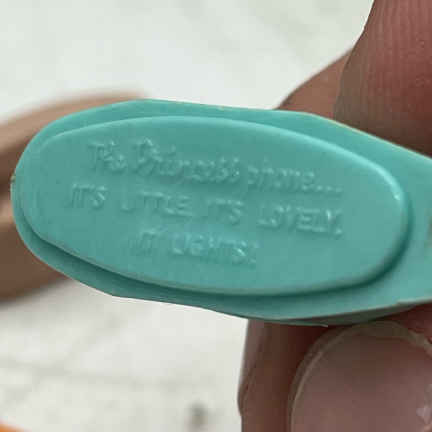 The Princess phone...
IT'S LITTLE. IT'S LOVELY.
IT LIGHTS!